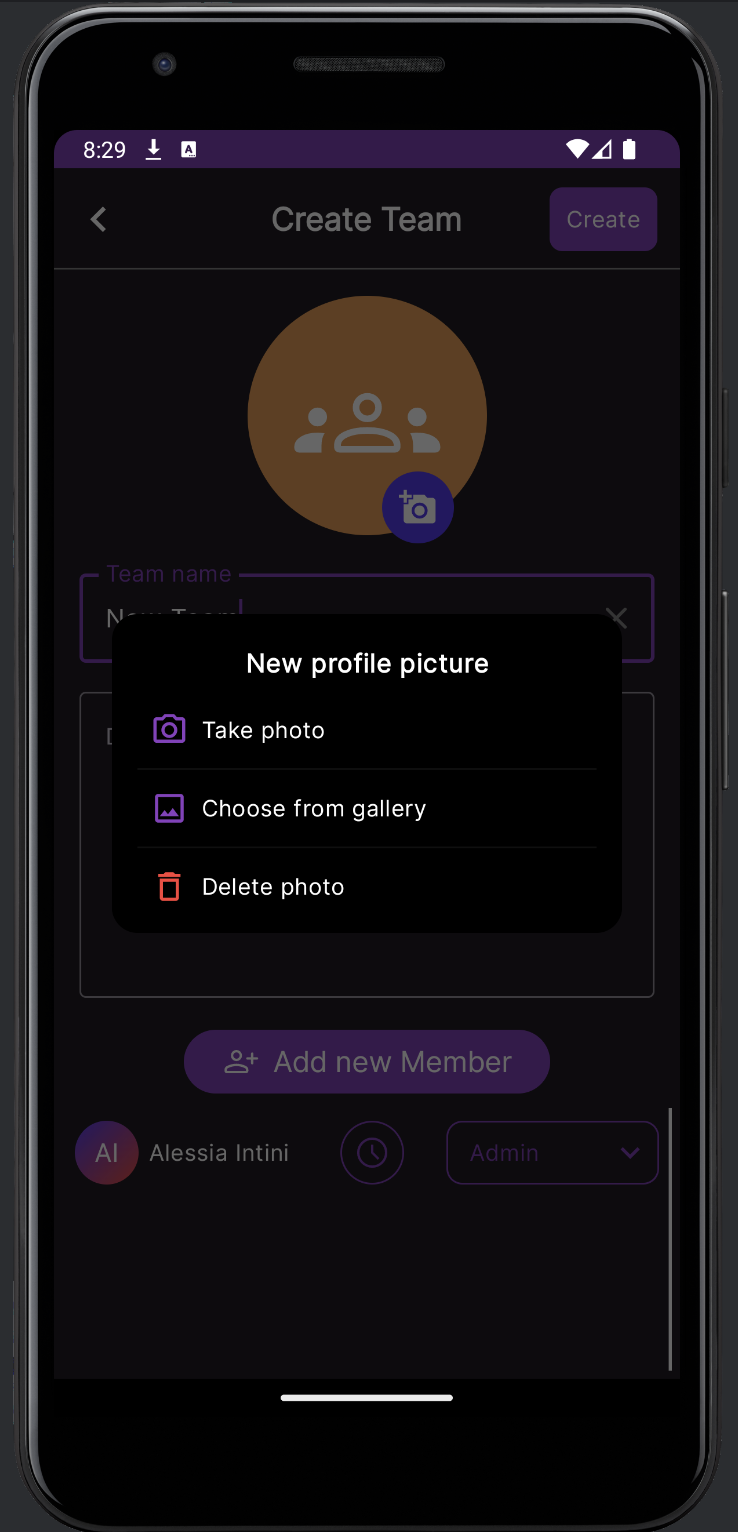 8:29
A
Create Team
Create
Team name
New Team
New profile picture
Take photo
Choose from gallery
Delete photo
Add new Member
AI
Alessia Intini
Admin